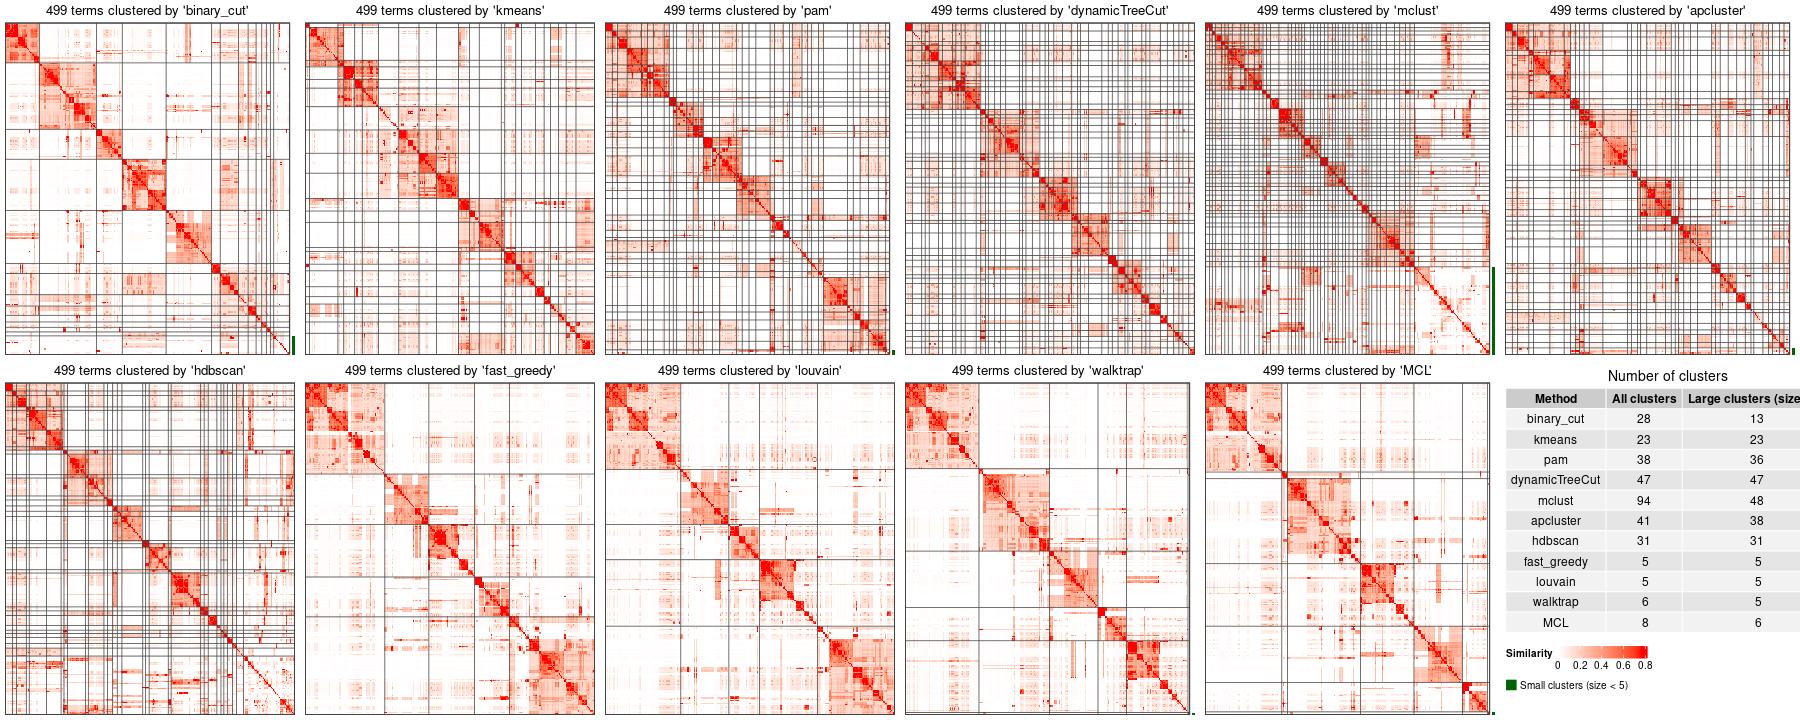 499 terms clustered by 'binary_cut'
499 terms clustered by 'kmeans'
499 terms clustered by 'pam'
499 terms clustered by 'dynamicTreeCut'
499 terms clustered by 'mclust'
499 terms clustered by 'apcluster'
499 terms clustered by 'hdbscan'
499 terms clustered by 'fast_greedy'
499 terms clustered by 'louvain'
499 terms clustered by 'walktrap'
499 terms clustered by 'MCL'
Number of clusters
Method All clusters Large clusters (size
binary_cut 28 13
kmeans 23 23
pam 38 36
dynamicTreeCut 47 47
mclust 94 48
apcluster 41 38
hdbscan 31 31
fast_greedy 5 5
louvain 5 5
walktrap 6 5
MCL 8 6
Similarity
0 0.2 0.4 0.6 0.8
Small clusters (size < 5)